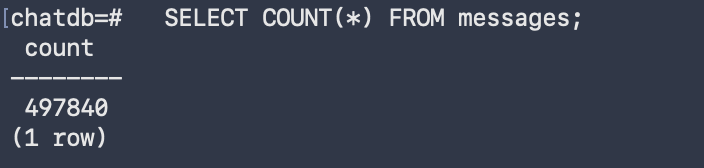 [chatdb=#   SELECT COUNT(*) FROM messages;
 count
--------
 497840
(1 row)